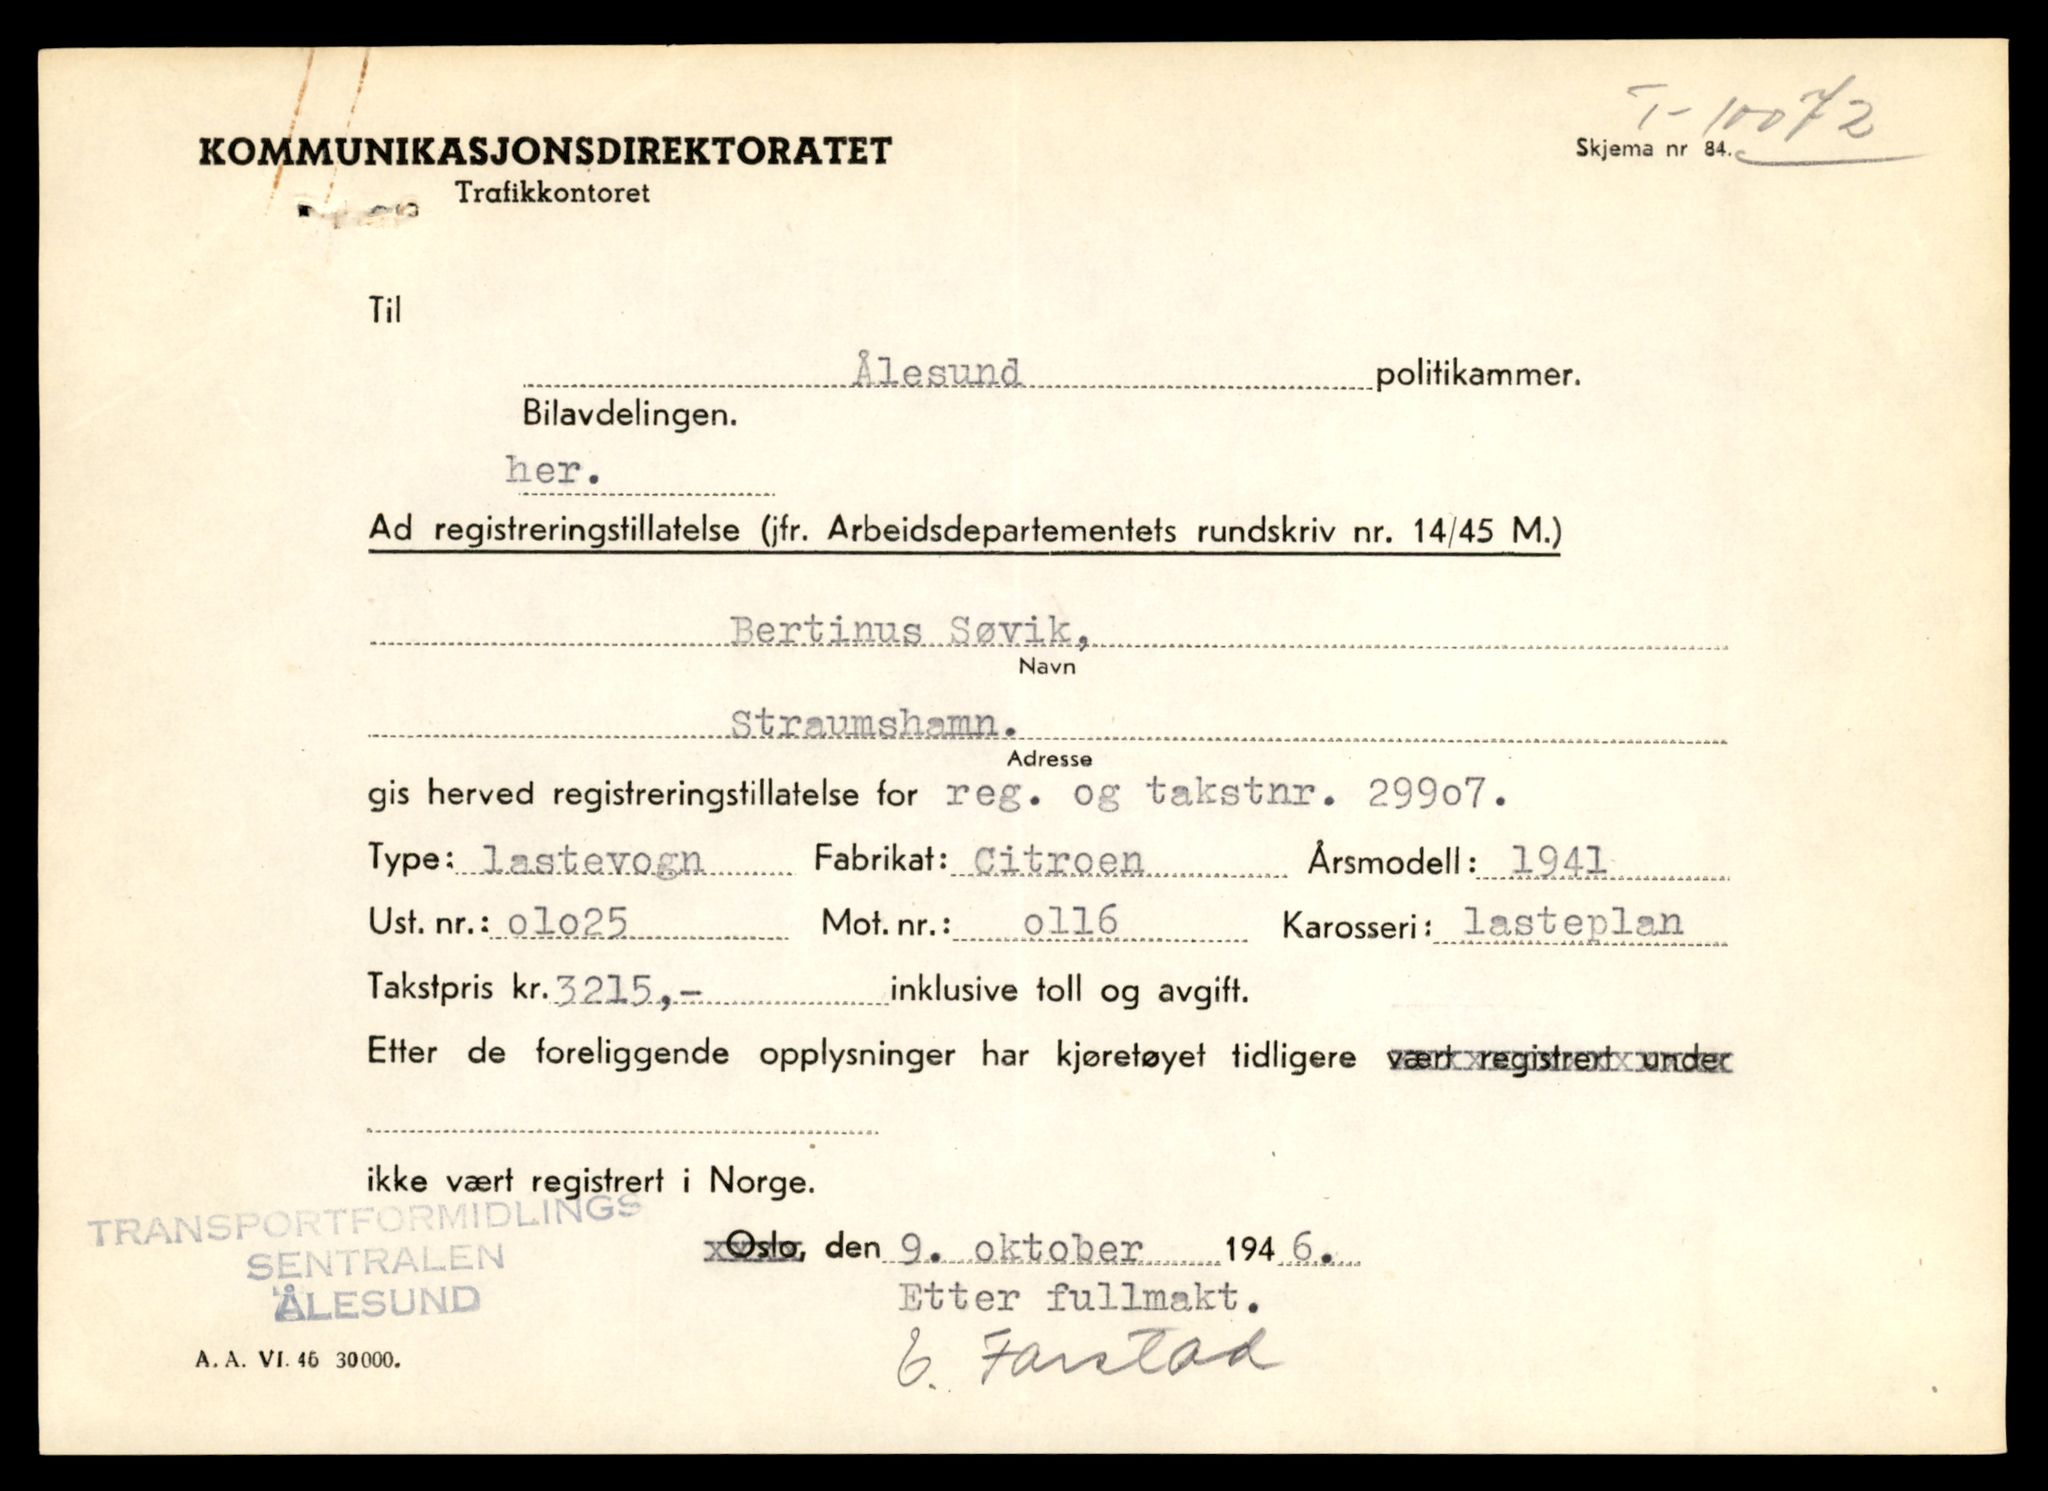 T-10072
KOMMUNIKASJONSDIREKTORATET
Skjema nr 84.
Trafikkontoret
Til
Ålesund politikammer.
Bilavdelingen.
her.
Ad registreringstillatelse (jfr. Arbeidsdepartementets rundskriv nr. 14/45 M.)
Bertinus Søvik,
Navn
Straumshamn.
Adresse
gis herved registreringstillatelse for reg. og takstnr. 299o7.
Type: lastevogn Fabrikat: Citroen Årsmodell: 1941
Ust. nr.: olo25 Mot. nr.: o116 Karosseri: lasteplan
Takstpris kr. 3215,- inklusive toll og avgift.
Etter de foreliggende opplysninger har kjøretøyet tidligere vært registrert under
ikke vært registrert i Norge.
Oslo, den 9. oktober 1946.
Etter fullmakt.
E. Farstad
TRANSPORTFORMIDLINGS
SENTRALEN
ÅLESUND
A. A. VI. 46 30000.